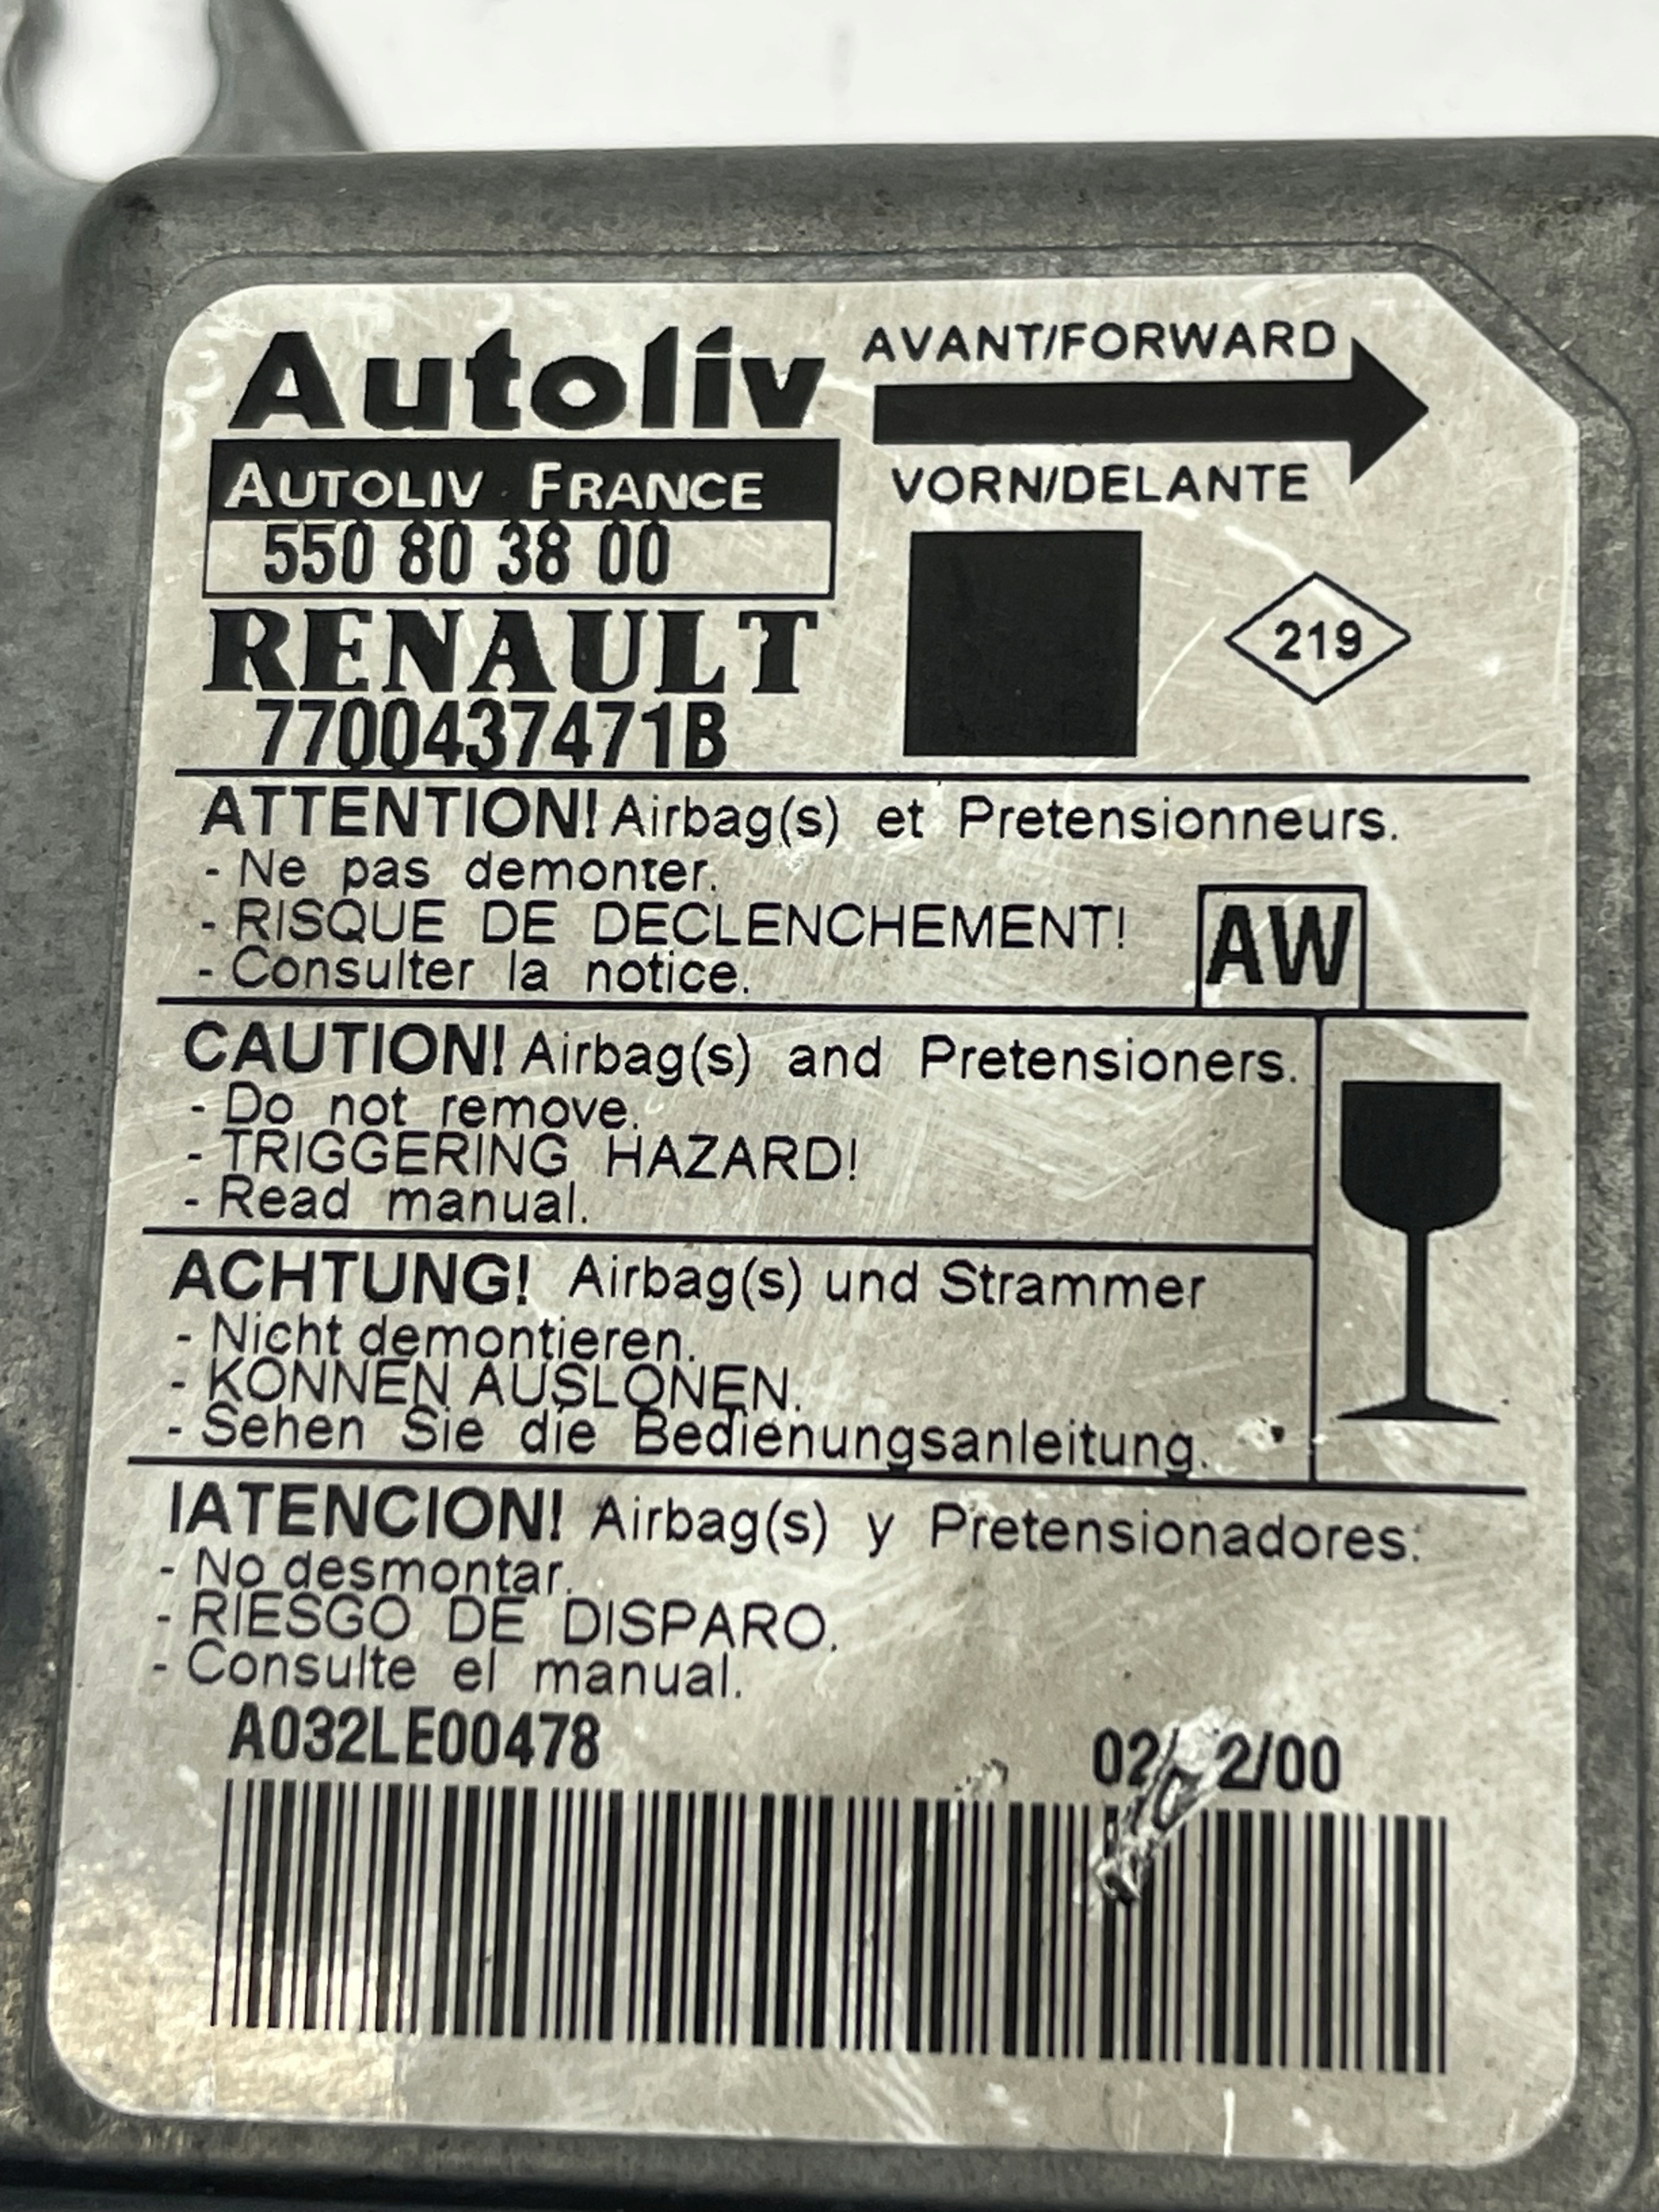 Autoliv
AVANT/FORWARD
AUTOLIV FRANCE
VORN/DELANTE
550 80 38 00
219
RENAULT
7700437471B
ATTENTION! Airbag(s) et Pretensionneurs.
- Ne pas demonter.
- RISQUE DE DECLENCHEMENT!
- Consulter la notice.
AW
CAUTION! Airbag(s) and Pretensioners.
- Do not remove.
- TRIGGERING HAZARD!
- Read manual.
ACHTUNG! Airbag(s) und Strammer
- Nicht demontieren.
- KONNEN AUSLONEN.
- Sehen Sie die Bedienungsanleitung.
IATENCION! Airbag(s) y Pretensionadores:
- No desmontar.
- RIESGO DE DISPARO.
- Consulte el manual.
A032LE00478